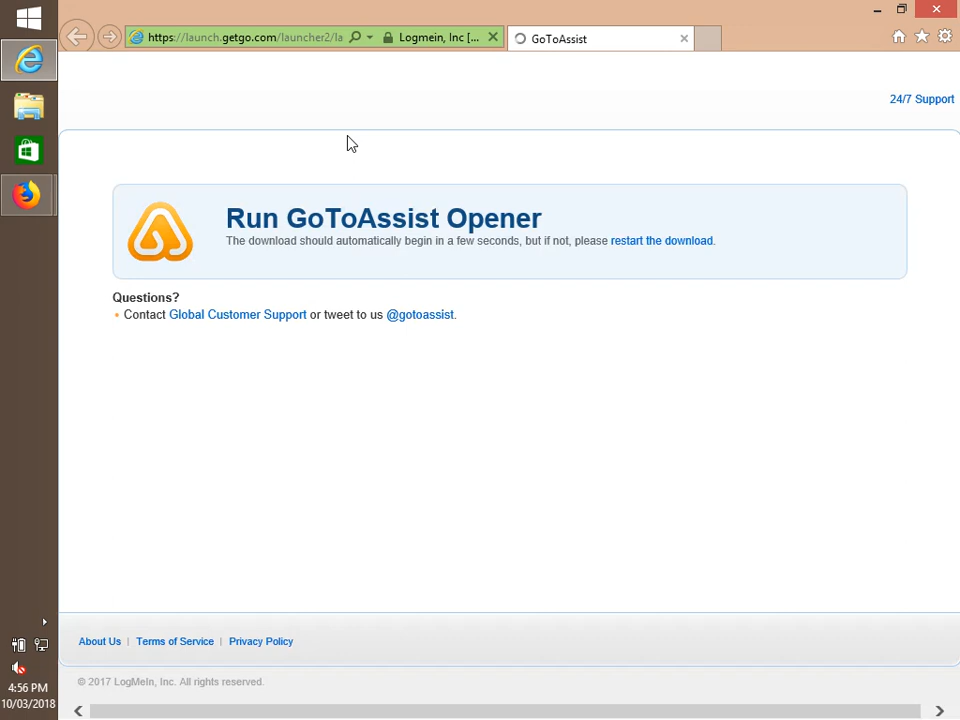 https://launch.getgo.com/launcher2/la
Logmein, Inc [...
GoToAssist
24/7 Support
Run GoToAssist Opener
The download should automatically begin in a few seconds, but if not, please restart the download.
Questions?
Contact Global Customer Support or tweet to us @gotoassist.
About Us | Terms of Service | Privacy Policy
© 2017 LogMeIn, Inc. All rights reserved.
4:56 PM
10/03/2018